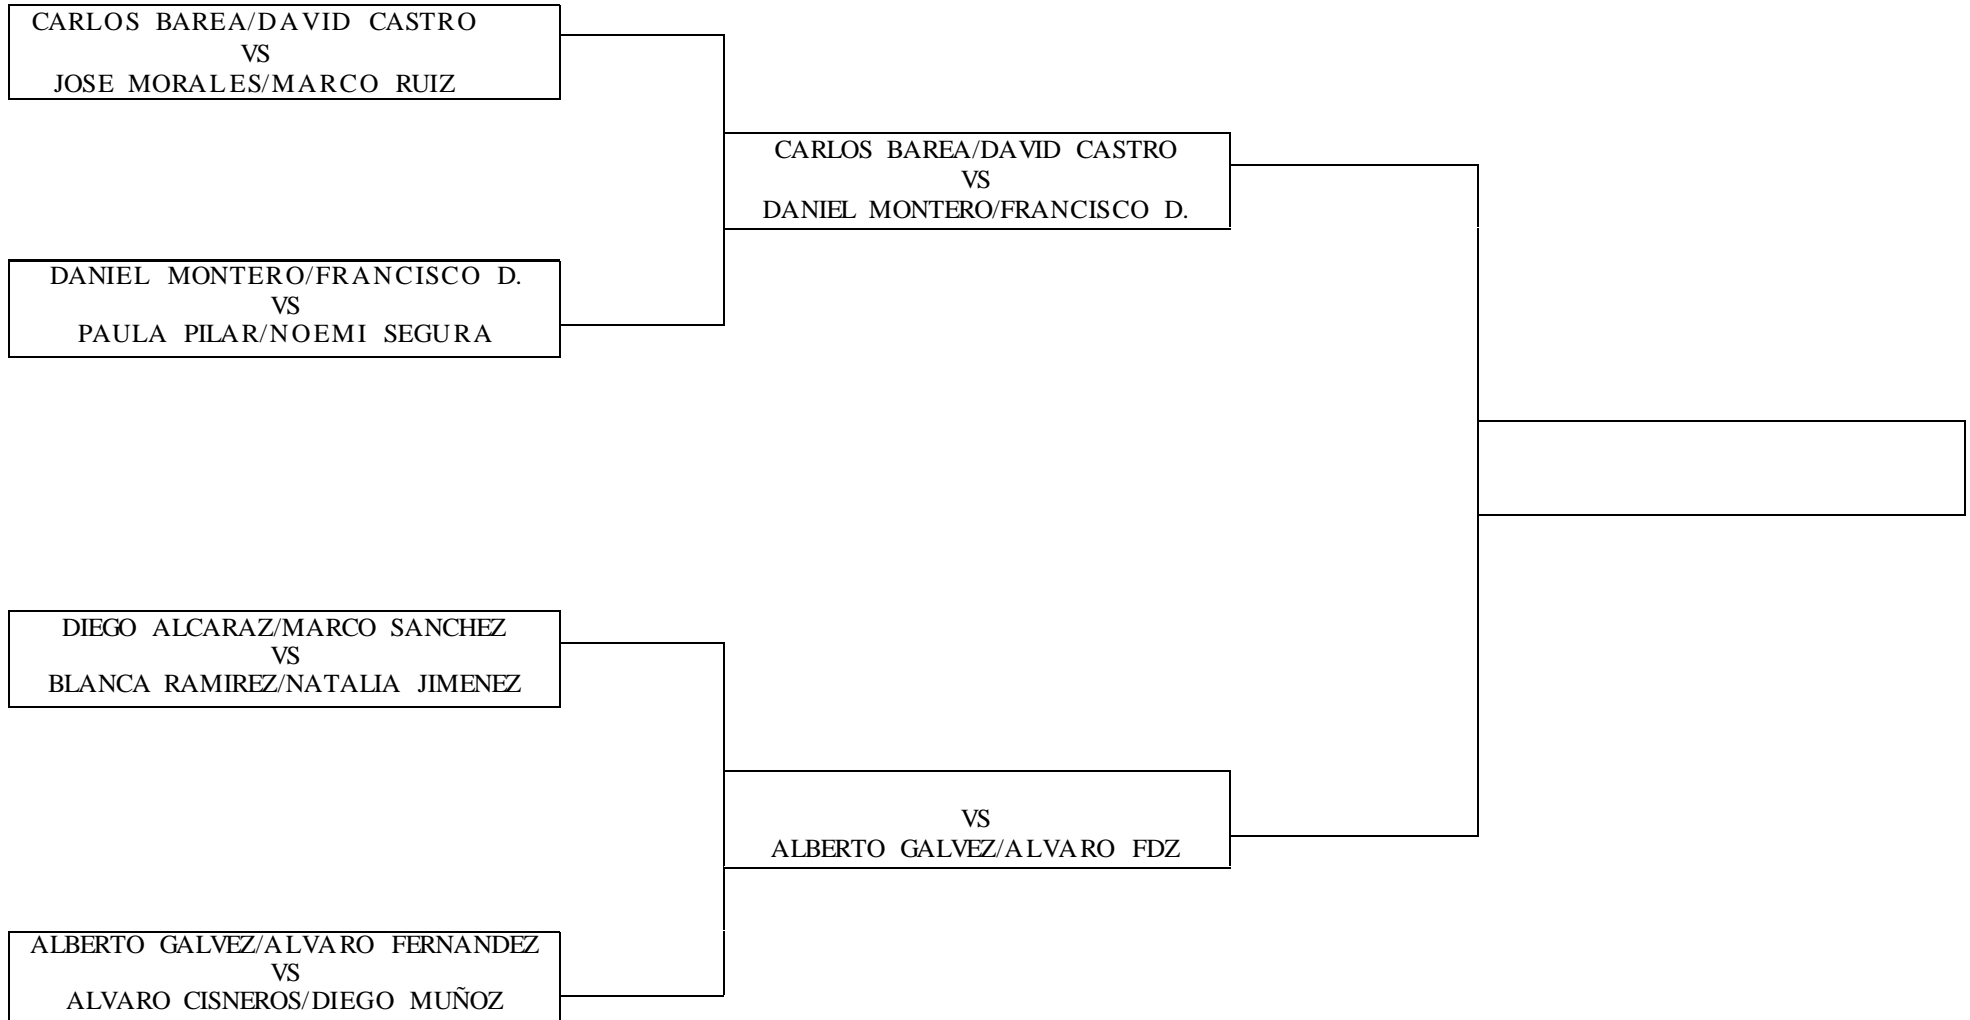 CARLOS BAREA/DAVID CASTRO
VS
JOSE MORALES/MARCO RUIZ
CARLOS BAREA/DAVID CASTRO
VS
DANIEL MONTERO/FRANCISCO D.
DANIEL MONTERO/FRANCISCO D.
VS
PAULA PILAR/NOEMI SEGURA
DIEGO ALCARAZ/MARCO SANCHEZ
VS
BLANCA RAMIREZ/NATALIA JIMENEZ
VS
ALBERTO GALVEZ/ALVARO FDZ
ALBERTO GALVEZ/ALVARO FERNANDEZ
VS
ALVARO CISNEROS/DIEGO MUÑOZ